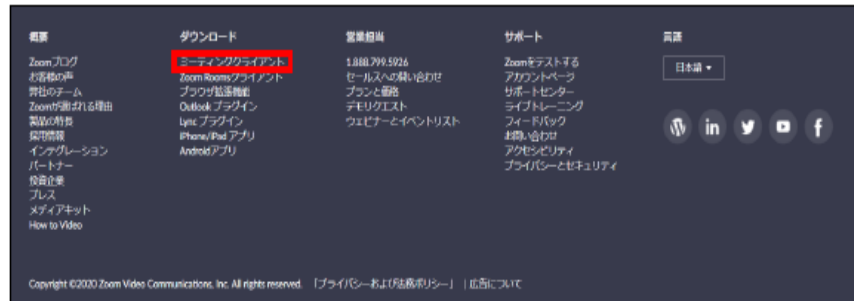 概要
Zoomブログ
お客様の声
弊社のチーム
Zoomが選ばれる理由
製品の特長
採用情報
インテグレーション
パートナー
投資企業
プレス
メディアキット
How to Video
ダウンロード
ミーティングクライアント
Zoom Roomsクライアント
ブラウザ拡張機能
Outlook プラグイン
Lync プラグイン
iPhone/iPad アプリ
Androidアプリ
営業担当
1.888.799.5926
セールスへの問い合わせ
プランと価格
デモリクエスト
ウェビナーとイベントリスト
サポート
Zoomをテストする
アカウントページ
サポートセンター
ライブトレーニング
フィードバック
お問い合わせ
アクセシビリティ
プライバシーとセキュリティ
言語
日本語
Copyright ©2020 Zoom Video Communications, Inc. All rights reserved. 「プライバシーおよび法務ポリシー」 | 広告について